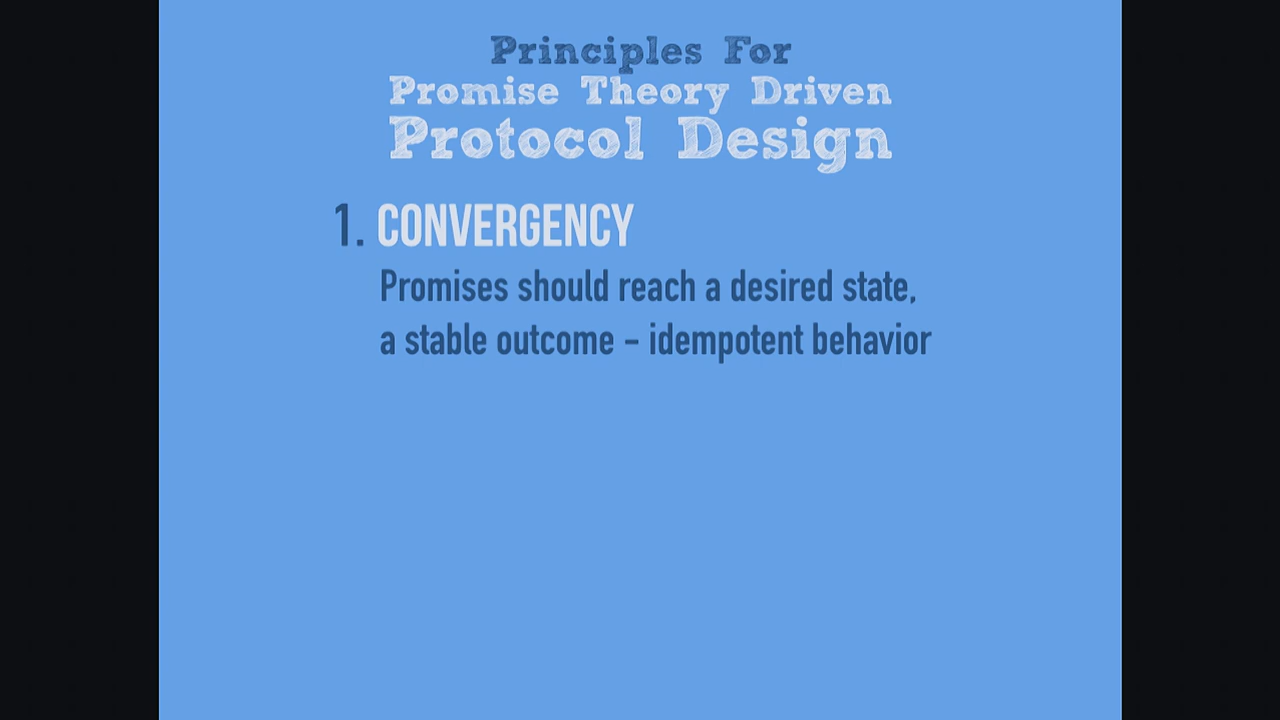 Principles For
Promise Theory Driven
Protocol Design
1. CONVERGENCY
Promises should reach a desired state,
a stable outcome – idempotent behavior